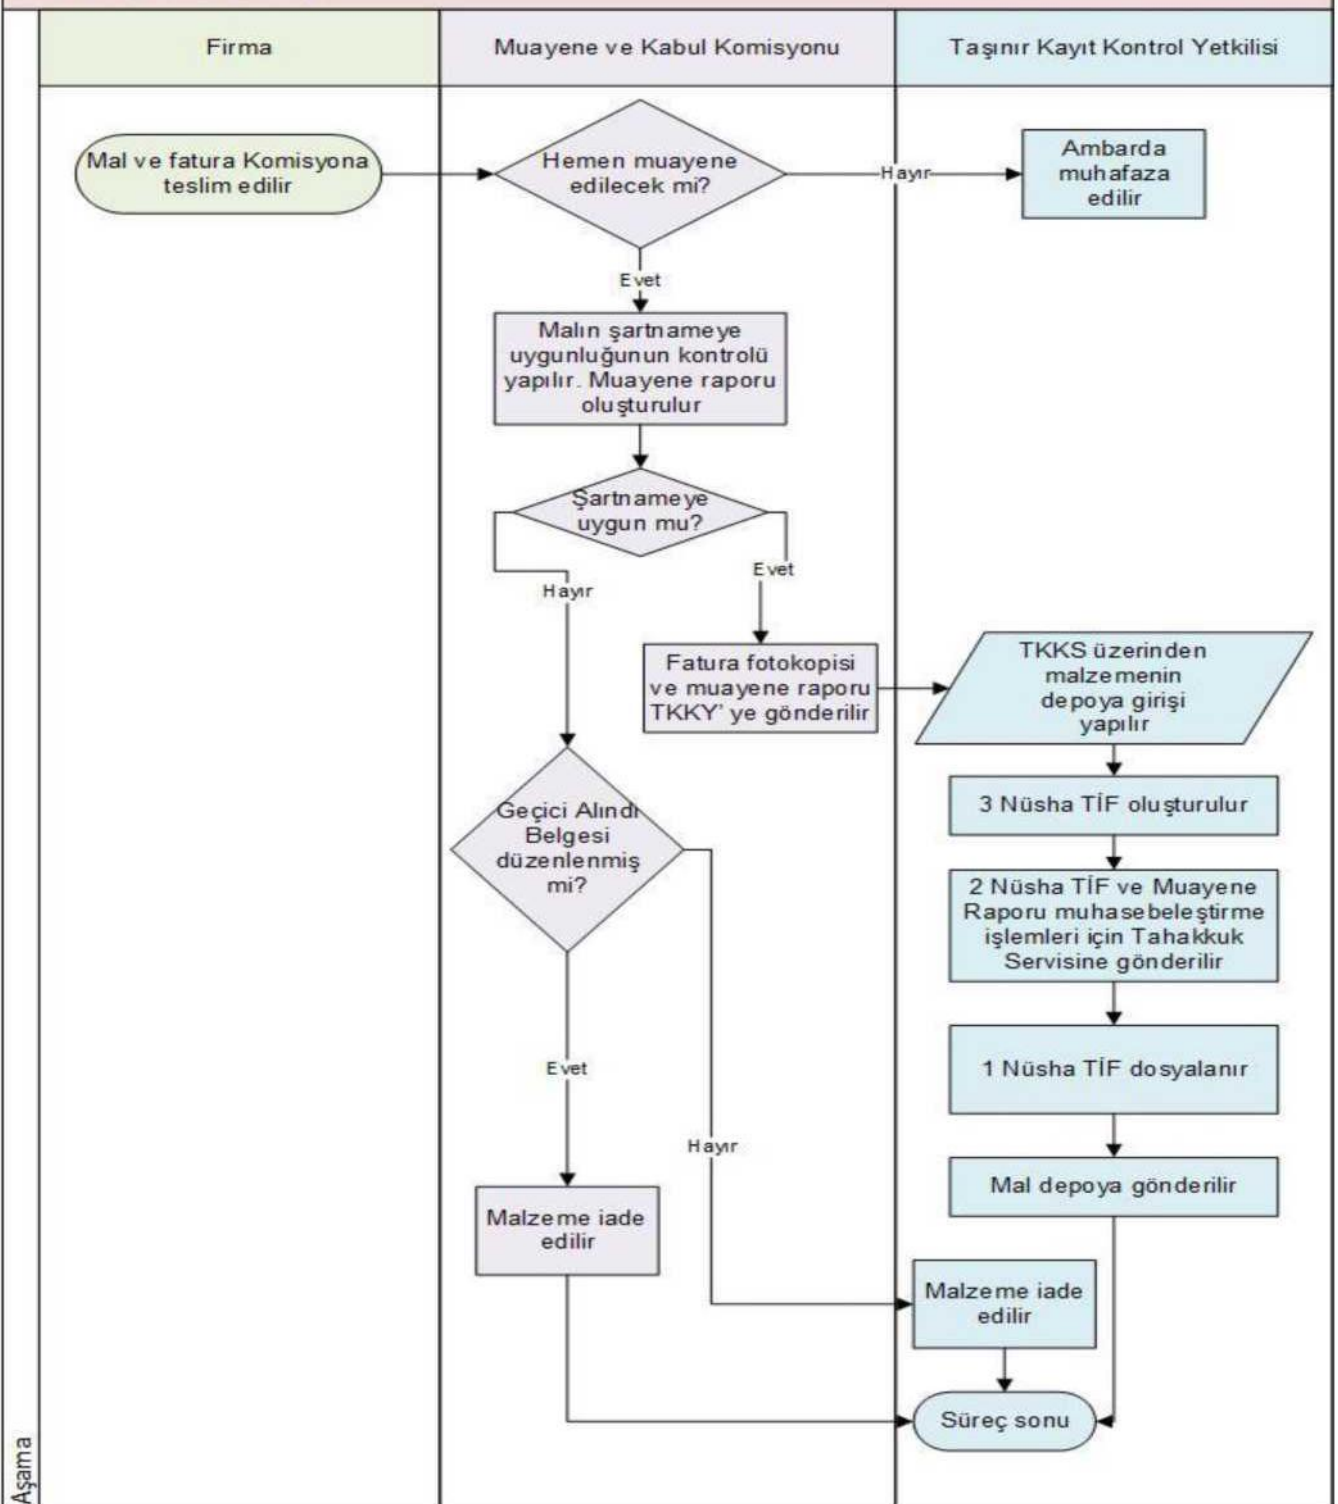 Firma
Muayene ve Kabul Komisyonu
Taşınır Kayıt Kontrol Yetkilisi
Mal ve fatura Komisyona
teslim edilir
Hemen muayene
edilecek mi?
Hayır
Ambarda
muhafaza
edilir
Evet
Malın şartnameye
uygunluğunun kontrolü
yapılır. Muayene raporu
oluşturulur
Şartnameye
uygun mu?
Hayır
Evet
Fatura fotokopisi
ve muayene raporu
TKKY' ye gönderilir
TKKS üzerinden
malzemenin
depoya girişi
yapılır
3 Nüsha TİF oluşturulur
2 Nüsha TİF ve Muayene
Raporu muhasebeleştirme
işlemleri için Tahakkuk
Servisine gönderilir
1 Nüsha TİF dosyalanır
Mal depoya gönderilir
Geçici Alındı
Belgesi
düzenlenmiş
mi?
Evet
Hayır
Malzeme iade
edilir
Malzeme iade
edilir
Süreç sonu
Aşama